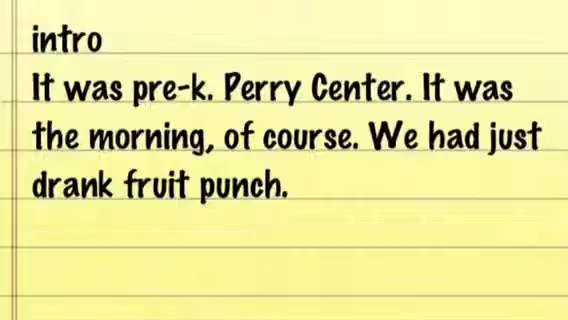 intro
It was pre-k. Perry Center. It was
the morning, of course. We had just
drank fruit punch.